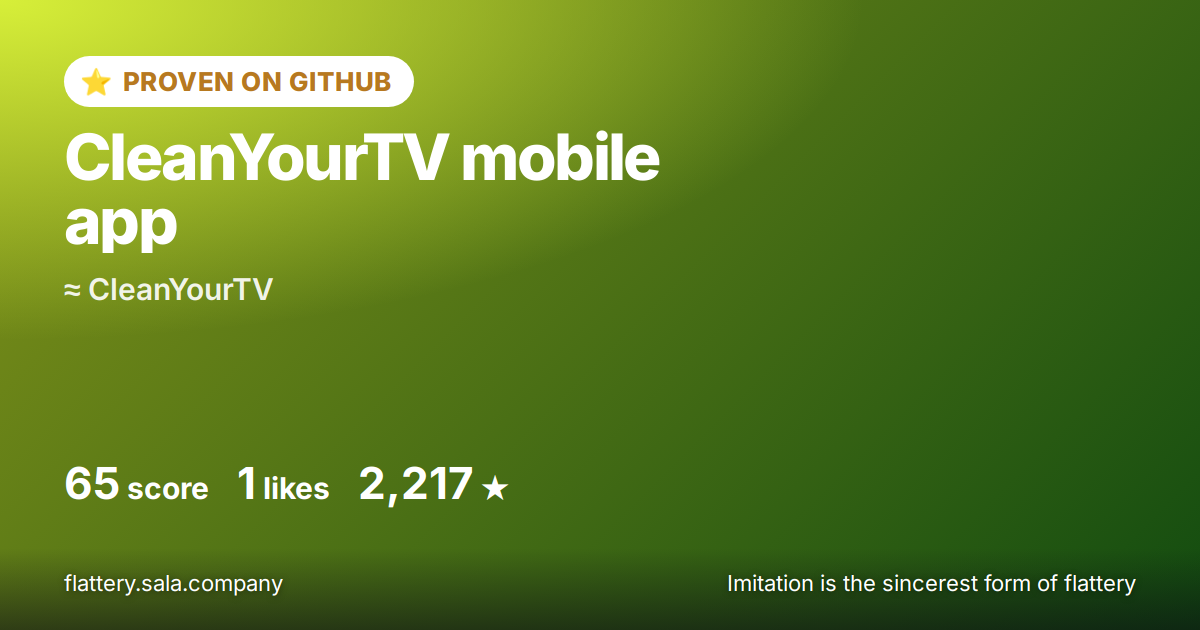 ⭐ PROVEN ON GITHUB
CleanYourTV mobile
app
≈ CleanYourTV
65 score 1 likes 2,217 ★
flattery.sala.company
Imitation is the sincerest form of flattery